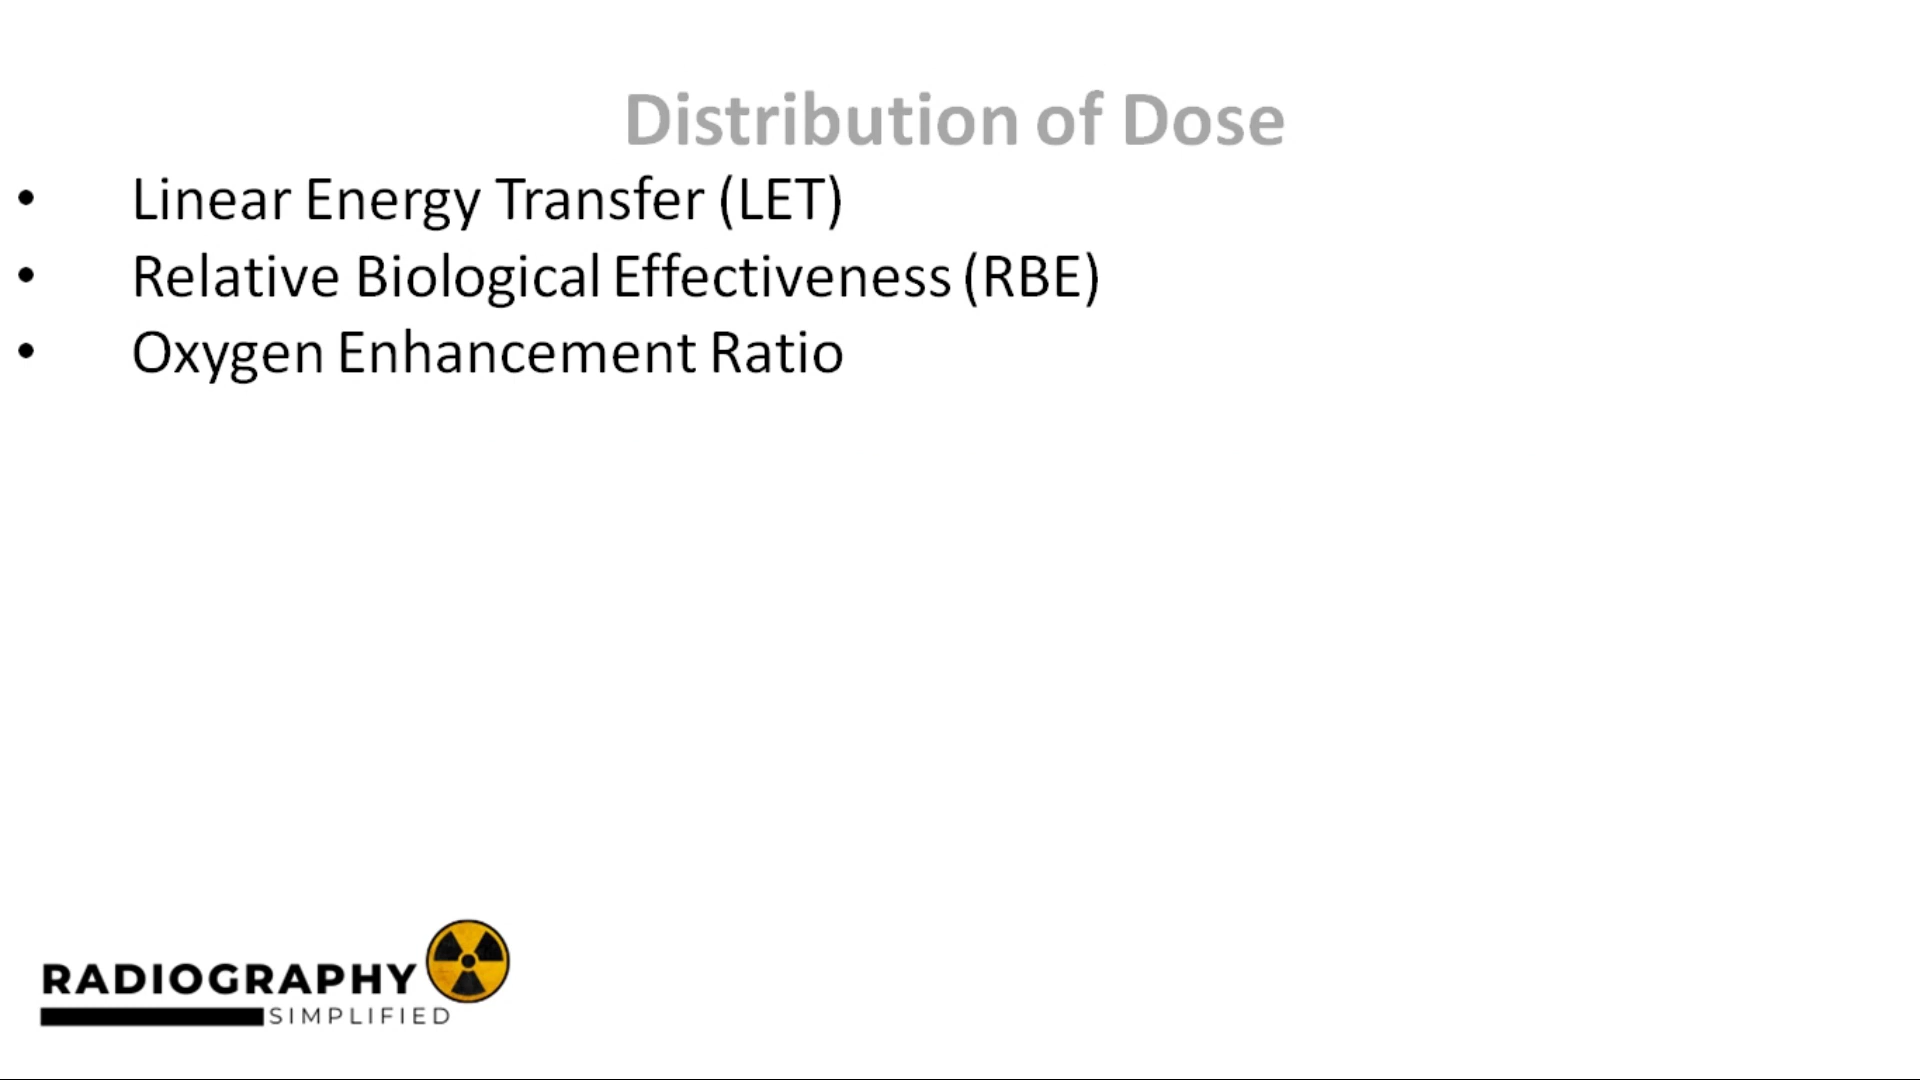 Distribution of Dose
• Linear Energy Transfer (LET)
• Relative Biological Effectiveness (RBE)
• Oxygen Enhancement Ratio
RADIOGRAPHY
SIMPLIFIED